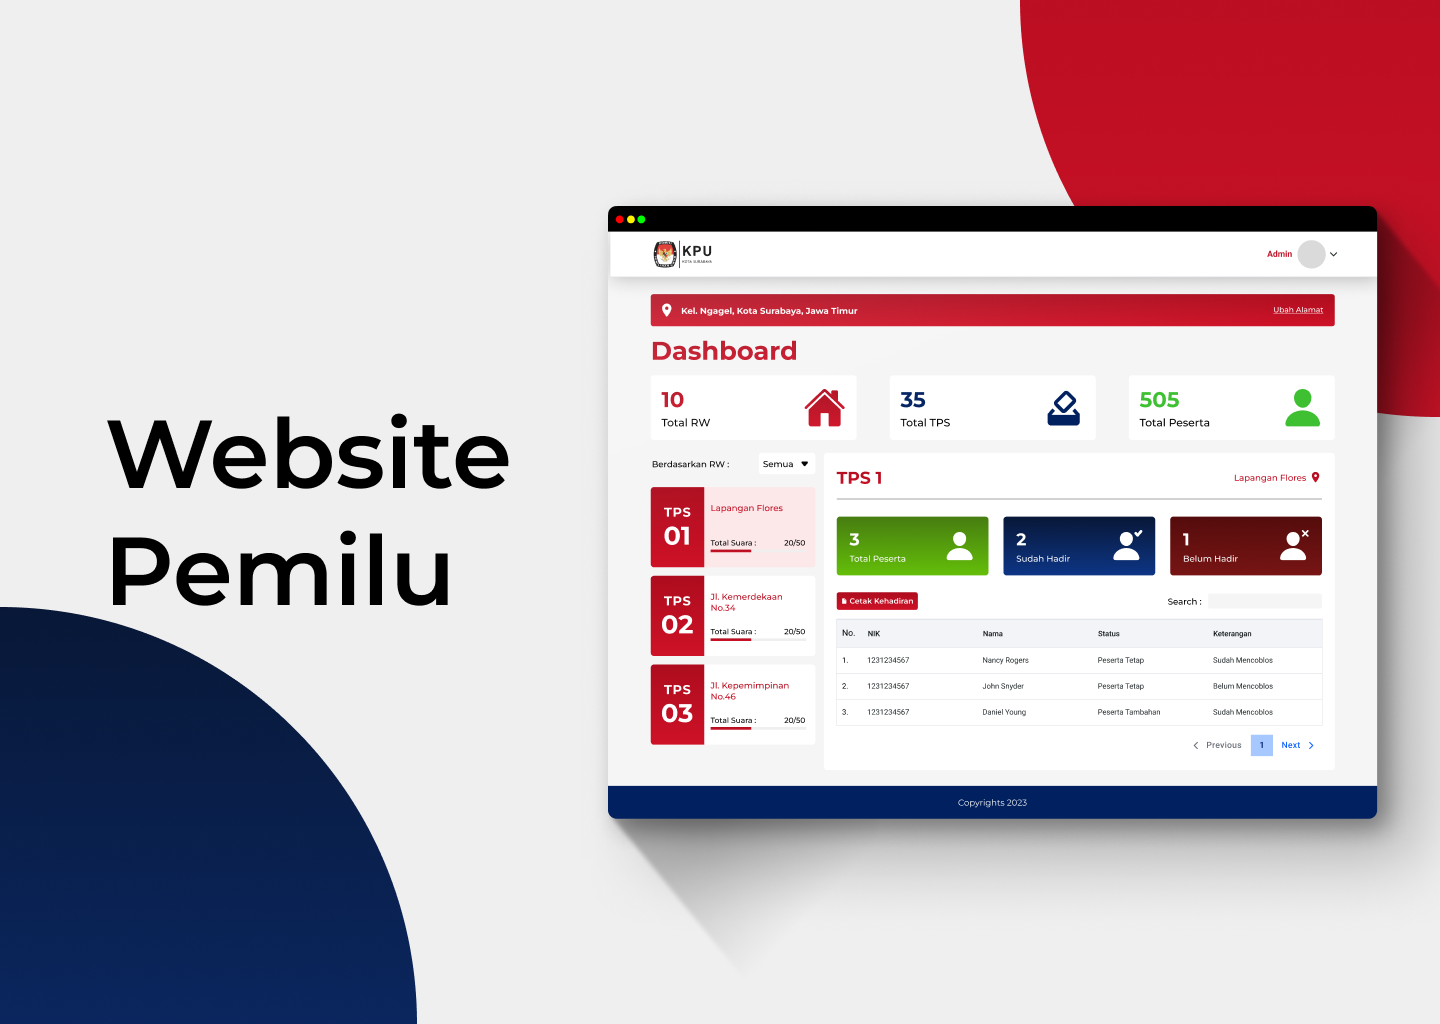 Website
Pemilu
KPU
KOTA SURABAYA
Admin
Kel. Ngagel, Kota Surabaya, Jawa Timur
Ubah Alamat
Dashboard
10
Total RW
35
Total TPS
505
Total Peserta
Berdasarkan RW :
Semua
TPS
01
Lapangan Flores
Total Suara :
20/50
TPS
02
Jl. Kemerdekaan
No.34
Total Suara :
20/50
TPS
03
Jl. Kepemimpinan
No.46
Total Suara :
20/50
TPS 1
Lapangan Flores
3
Total Peserta
2
Sudah Hadir
1
Belum Hadir
Cetak Kehadiran
Search :
No. NIK Nama Status Keterangan
1. 1231234567 Nancy Rogers Peserta Tetap Sudah Mencoblos
2. 1231234567 John Snyder Peserta Tetap Belum Mencoblos
3. 1231234567 Daniel Young Peserta Tambahan Sudah Mencoblos
Previous 1 Next
Copyrights 2023